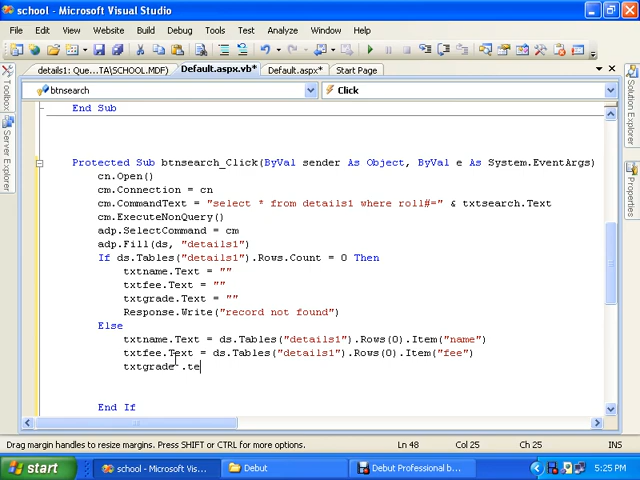 school - Microsoft Visual Studio
File Edit View Website Build Debug Tools Test Analyze Window Help
details1: Que...TA\SCHOOL.MDF) Default.aspx.vb* Default.aspx* Start Page
Toolbox
Server Explorer
Solution Explorer
Properties
btnsearch Click
End Sub
Protected Sub btnsearch_Click(ByVal sender As Object, ByVal e As System.EventArgs)
cn.Open()
cm.Connection = cn
cm.CommandText = "select * from details1 where roll#=" & txtsearch.Text
cm.ExecuteNonQuery()
adp.SelectCommand = cm
adp.Fill(ds, "details1")
If ds.Tables("details1").Rows.Count = 0 Then
txtname.Text = ""
txtfee.Text = ""
txtgrade.Text = ""
Response.Write("record not found")
Else
txtname.Text = ds.Tables("details1").Rows(0).Item("name")
txtfee.Text = ds.Tables("details1").Rows(0).Item("fee")
txtgrade .te
End If
Margin handles to resize margins. Press SHIFT or CTRL for more options. Ln 48 Col 25 Ch 25 INS
start school - Microsoft Vis... Debut Debut Professional b... 5:25 PM